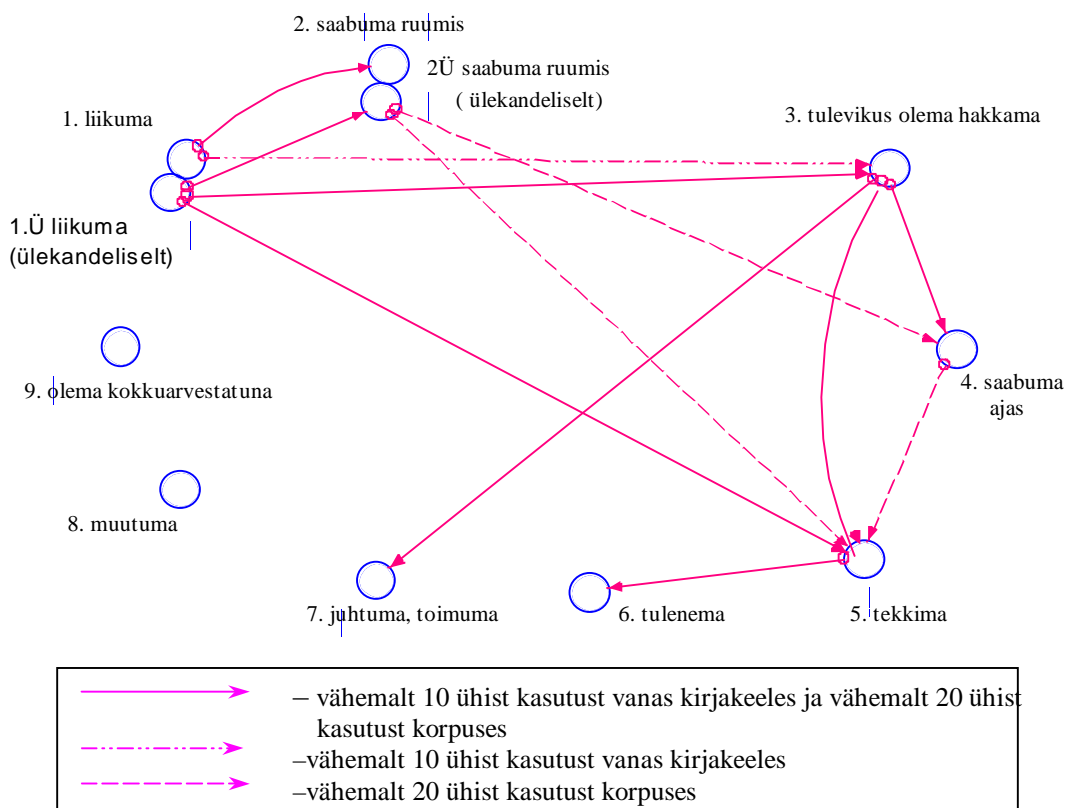 2. saabuma ruumis
2Ü saabuma ruumis
( ülekandeliselt)
1. liikuma
3. tulevikus olema hakkama
1.Ü liikuma
(ülekandeliselt)
9. olema kokkuarvestatuna
4. saabuma
ajas
8. muutuma
7. juhtuma, toimuma
6. tulenema
5. tekkima
– vähemalt 10 ühist kasutust vanas kirjakeeles ja vähemalt 20 ühist
kasutust korpuses
–vähemalt 10 ühist kasutust vanas kirjakeeles
–vähemalt 20 ühist kasutust korpuses